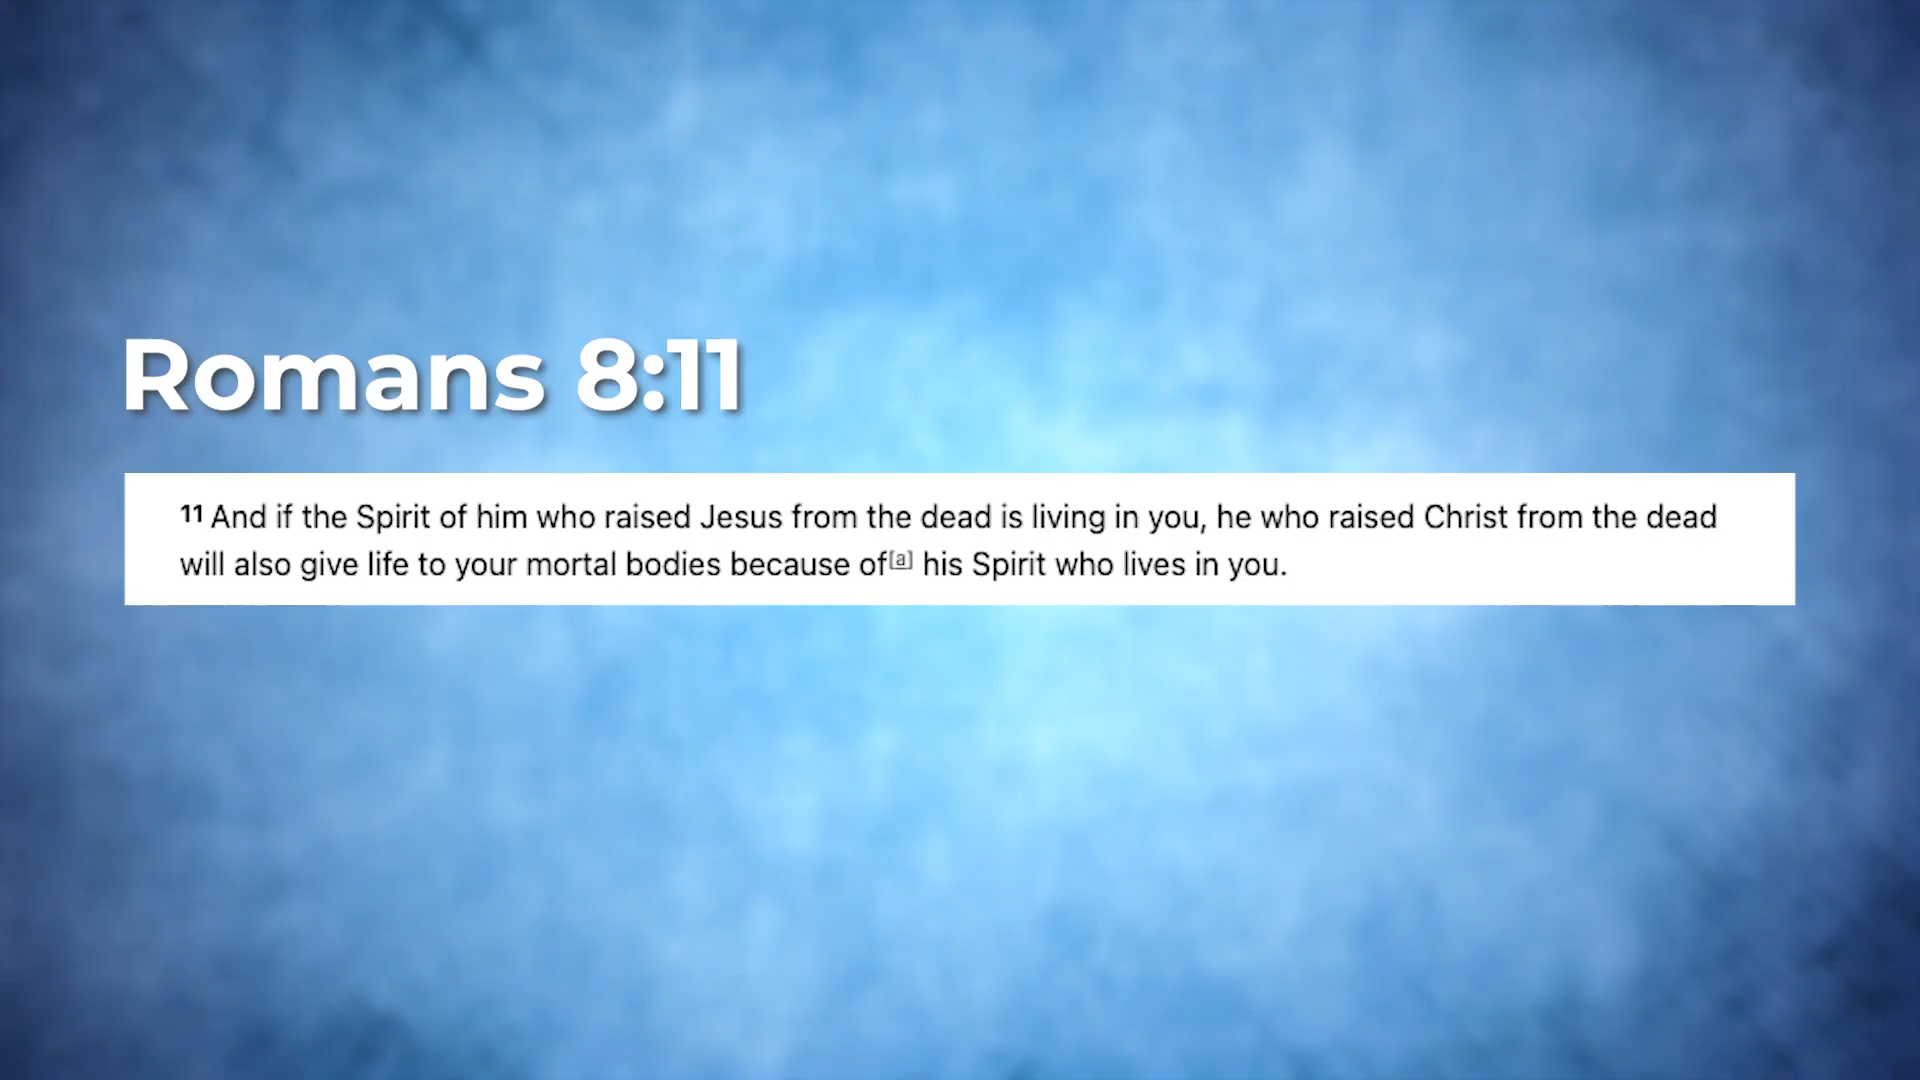 Romans 8:11
11 And if the Spirit of him who raised Jesus from the dead is living in you, he who raised Christ from the dead
will also give life to your mortal bodies because of[a] his Spirit who lives in you.